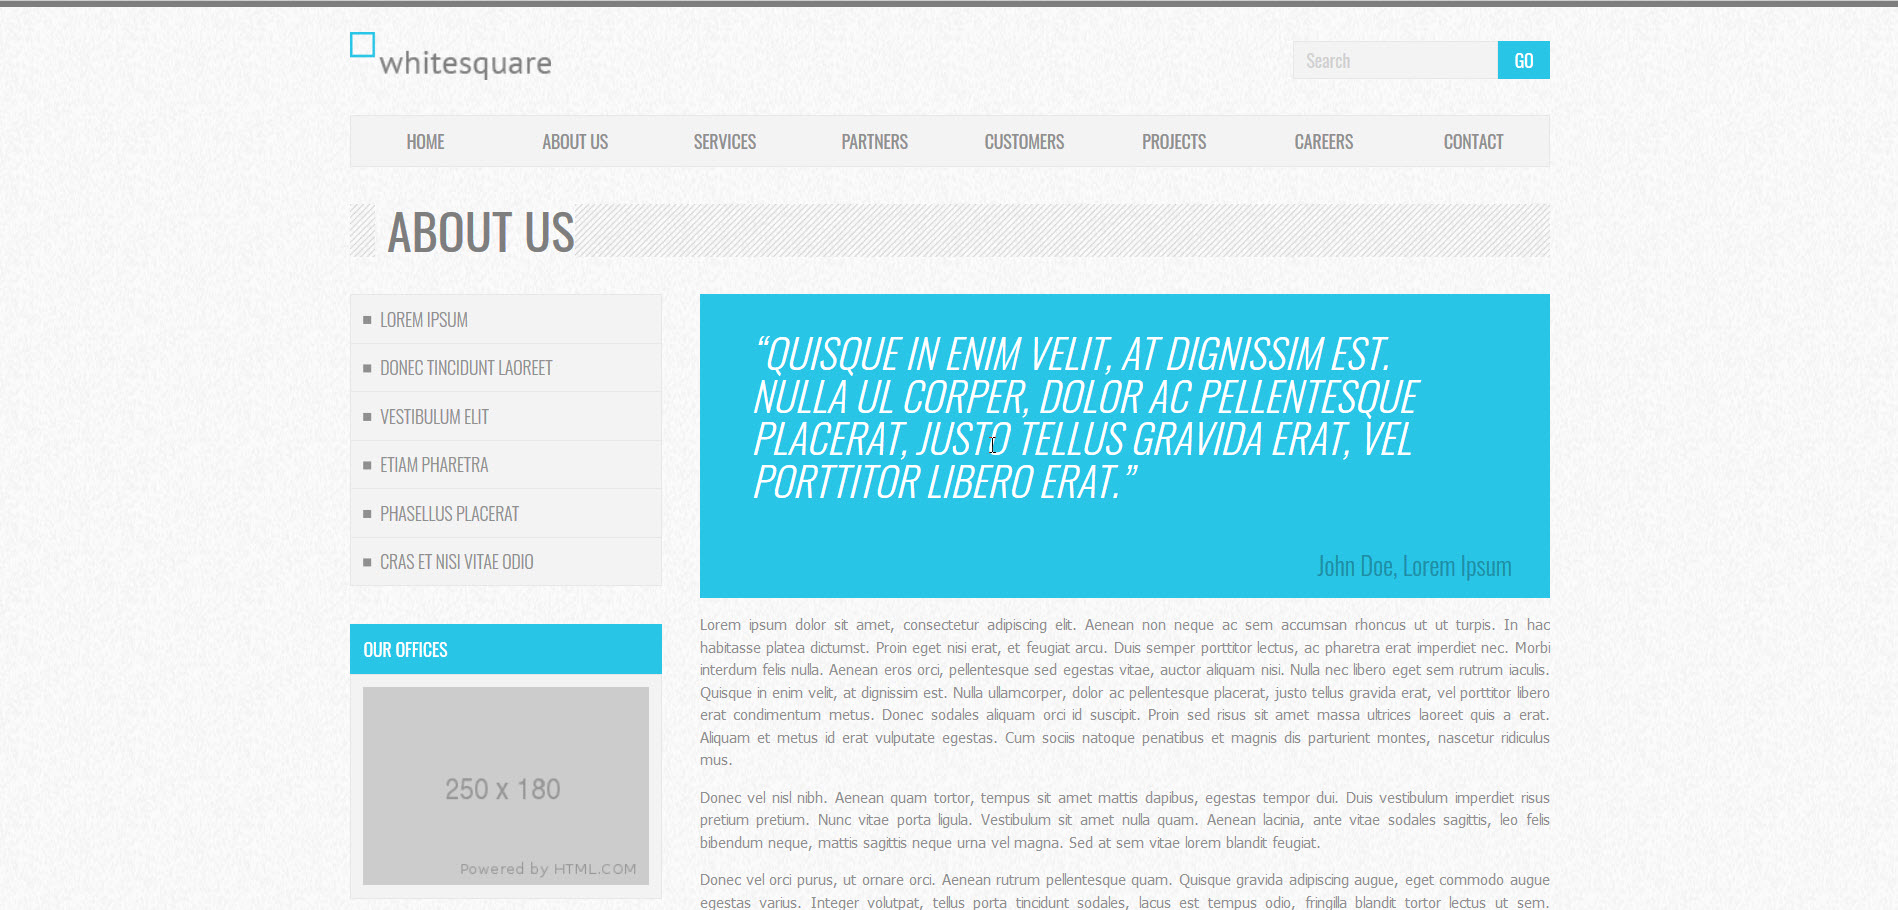 whitesquare
Search
GO
HOME ABOUT US SERVICES PARTNERS CUSTOMERS PROJECTS CAREERS CONTACT
ABOUT US
LOREM IPSUM
DONEC TINCIDUNT LAOREET
VESTIBULUM ELIT
ETIAM PHARETRA
PHASELLUS PLACERAT
CRAS ET NISI VITAE ODIO
OUR OFFICES
250 x 180
Powered by HTML.COM
“QUISQUE IN ENIM VELIT, AT DIGNISSIM EST.
NULLA UL CORPER, DOLOR AC PELLENTESQUE
PLACERAT, JUSTO TELLUS GRAVIDA ERAT, VEL
PORTTITOR LIBERO ERAT.”
John Doe, Lorem Ipsum
Lorem ipsum dolor sit amet, consectetur adipiscing elit. Aenean non neque ac sem accumsan rhoncus ut ut turpis. In hac
habitasse platea dictumst. Proin eget nisi erat, et feugiat arcu. Duis semper porttitor lectus, ac pharetra erat imperdiet nec. Morbi
interdum felis nulla. Aenean eros orci, pellentesque sed egestas vitae, auctor aliquam nisi. Nulla nec libero eget sem rutrum iaculis.
Quisque in enim velit, at dignissim est. Nulla ullamcorper, dolor ac pellentesque placerat, justo tellus gravida erat, vel porttitor libero
erat condimentum metus. Donec sodales aliquam orci id suscipit. Proin sed risus sit amet massa ultrices laoreet quis a erat.
Aliquam et metus id erat vulputate egestas. Cum sociis natoque penatibus et magnis dis parturient montes, nascetur ridiculus
mus.
Donec vel nisl nibh. Aenean quam tortor, tempus sit amet mattis dapibus, egestas tempor dui. Duis vestibulum imperdiet risus
pretium pretium. Nunc vitae porta ligula. Vestibulum sit amet nulla quam. Aenean lacinia, ante vitae sodales sagittis, leo felis
bibendum neque, mattis sagittis neque urna vel magna. Sed at sem vitae lorem blandit feugiat.
Donec vel orci purus, ut ornare orci. Aenean rutrum pellentesque quam. Quisque gravida adipiscing augue, eget commodo augue
egestas varius. Integer volutpat, tellus porta tincidunt sodales, lacus est tempus odio, fringilla blandit tortor lectus ut sem.